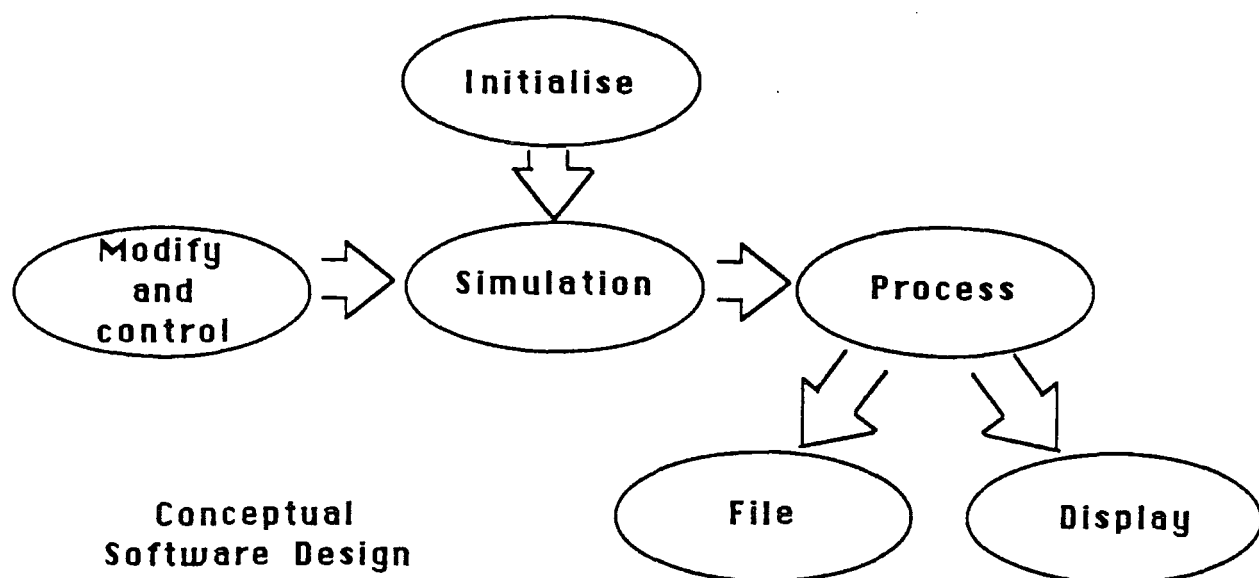 Initialise
Modify
and
control
Simulation
Process
File
Display
Conceptual
Software Design